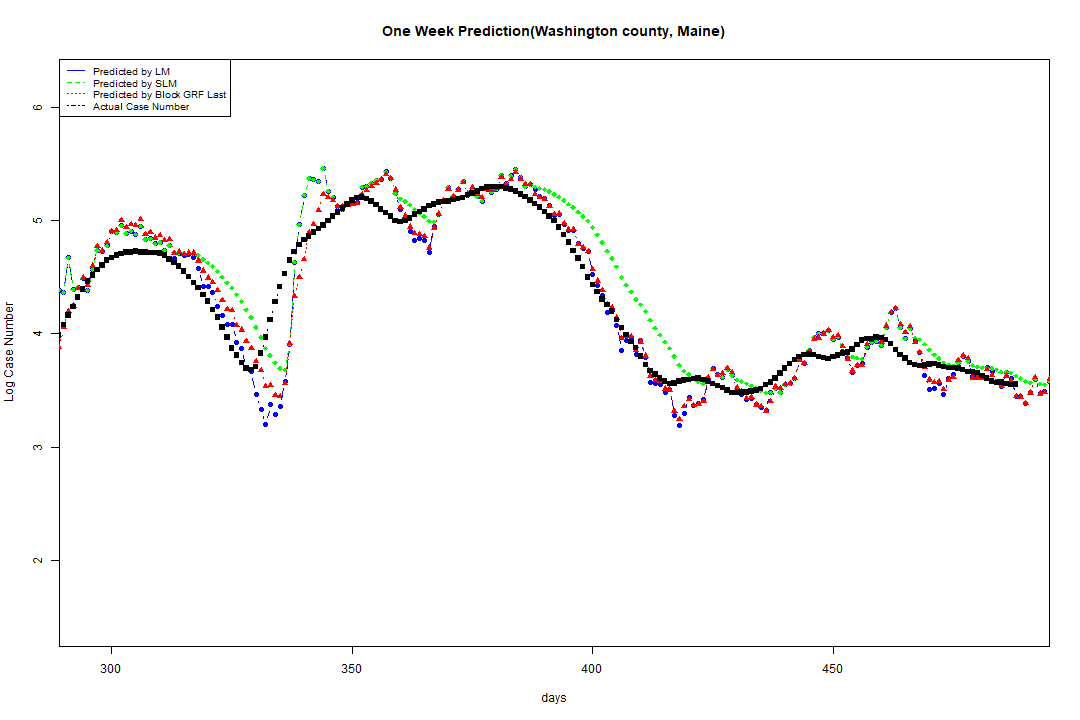 One Week Prediction(Washington county, Maine)
Predicted by LM
Predicted by SLM
Predicted by Block GRF Last
Actual Case Number
6
5
4
3
2
Log Case Number
300
350
400
450
days